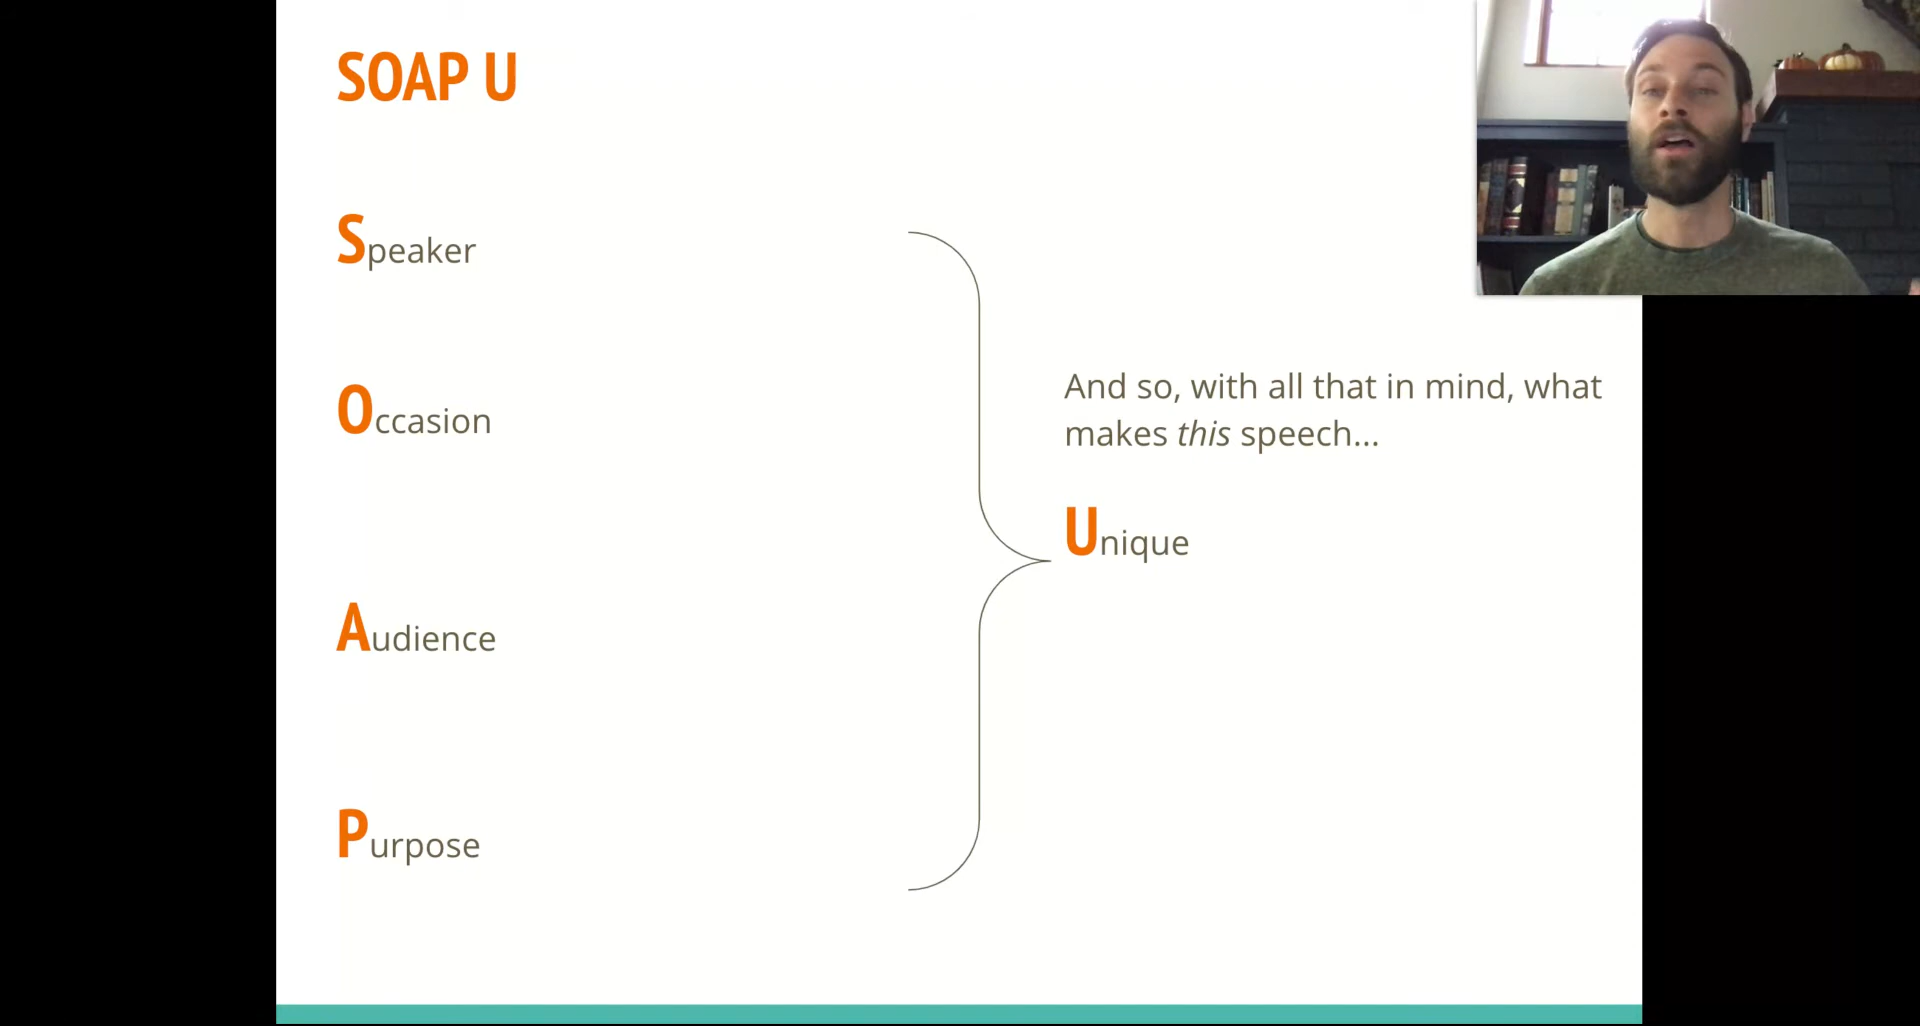 SOAP U
Speaker
Occasion
Audience
Purpose
And so, with all that in mind, what
makes this speech...
Unique